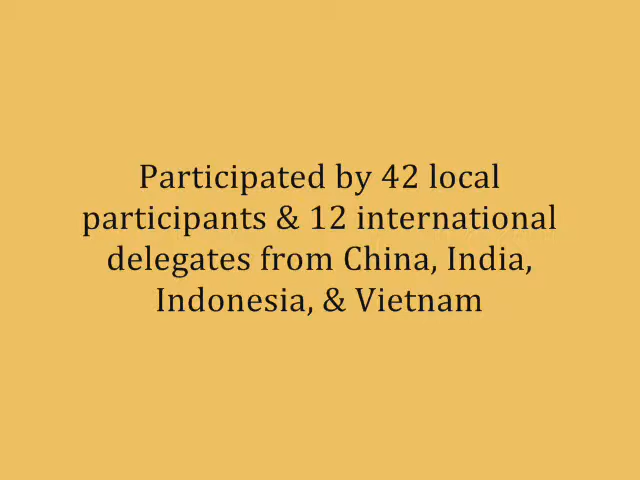 Participated by 42 local
participants & 12 international
delegates from China, India,
Indonesia, & Vietnam